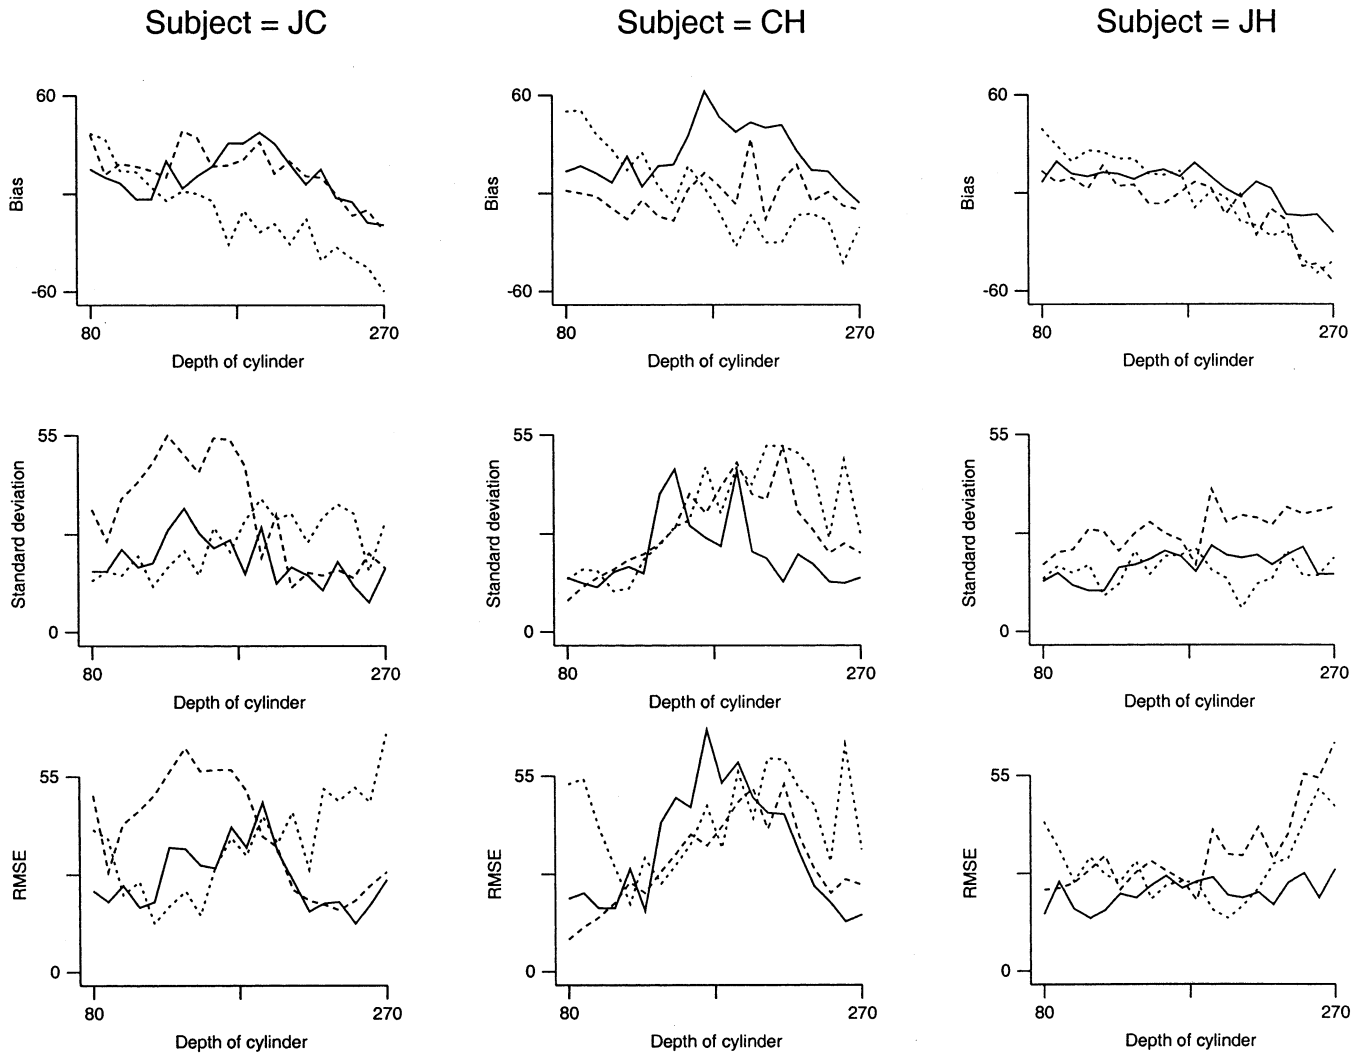 Subject = JC
Subject = CH
Subject = JH
60
Bias
-60
80
270
Depth of cylinder
60
Bias
-60
80
270
Depth of cylinder
60
Bias
-60
80
270
Depth of cylinder
55
Standard deviation
0
80
270
Depth of cylinder
55
Standard deviation
0
80
270
Depth of cylinder
55
Standard deviation
0
80
270
Depth of cylinder
55
RMSE
0
80
270
Depth of cylinder
55
RMSE
0
80
270
Depth of cylinder
55
RMSE
0
80
270
Depth of cylinder